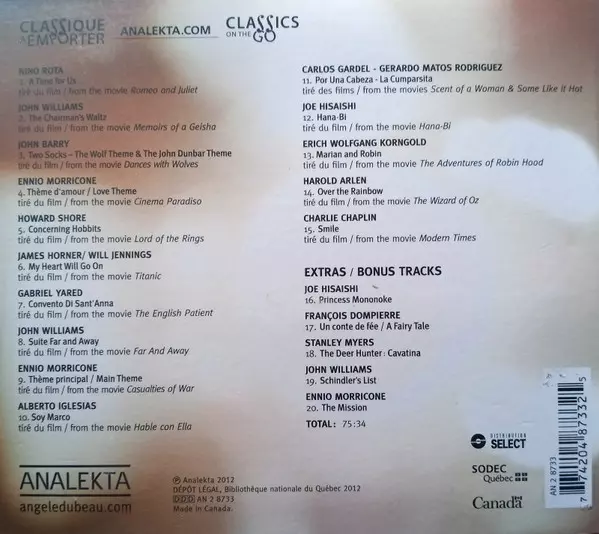 CLASSIQUE
À EMPORTER
ANALEKTA.COM
CLASSICS
ON THE GO
NINO ROTA
1. A Time for Us
tiré du film / from the movie Romeo and Juliet
JOHN WILLIAMS
2. The Chairman's Waltz
tiré du film / from the movie Memoirs of a Geisha
JOHN BARRY
3. Two Socks – The Wolf Theme & The John Dunbar Theme
tiré du film / from the movie Dances with Wolves
ENNIO MORRICONE
4. Thème d'amour / Love Theme
tiré du film / from the movie Cinema Paradiso
HOWARD SHORE
5. Concerning Hobbits
tiré du film / from the movie Lord of the Rings
JAMES HORNER/ WILL JENNINGS
6. My Heart Will Go On
tiré du film / from the movie Titanic
GABRIEL YARED
7. Convento Di Sant'Anna
tiré du film / from the movie The English Patient
JOHN WILLIAMS
8. Suite Far and Away
tiré du film / from the movie Far And Away
ENNIO MORRICONE
9. Thème principal / Main Theme
tiré du film / from the movie Casualties of War
ALBERTO IGLESIAS
10. Soy Marco
tiré du film / from the movie Hable con Ella
CARLOS GARDEL - GERARDO MATOS RODRIGUEZ
11. Por Una Cabeza - La Cumparsita
tiré des films / from the movies Scent of a Woman & Some Like it Hot
JOE HISAISHI
12. Hana-Bi
tiré du film / from the movie Hana-Bi
ERICH WOLFGANG KORNGOLD
13. Marian and Robin
tiré du film / from the movie The Adventures of Robin Hood
HAROLD ARLEN
14. Over the Rainbow
tiré du film / from the movie The Wizard of Oz
CHARLIE CHAPLIN
15. Smile
tiré du film / from the movie Modern Times
EXTRAS / BONUS TRACKS
JOE HISAISHI
16. Princess Mononoke
FRANÇOIS DOMPIERRE
17. Un conte de fée / A Fairy Tale
STANLEY MYERS
18. The Deer Hunter : Cavatina
JOHN WILLIAMS
19. Schindler's List
ENNIO MORRICONE
20. The Mission
TOTAL: 75:34
ANALEKTA
angeledubeau.com
℗ Analekta 2012
DÉPÔT LÉGAL, Bibliothèque nationale du Québec 2012
DDD AN 2 8733
Made in Canada.
DISTRIBUTION
SELECT
SODEC
Québec
Canada
AN 2 8733
7 74204 87332 5